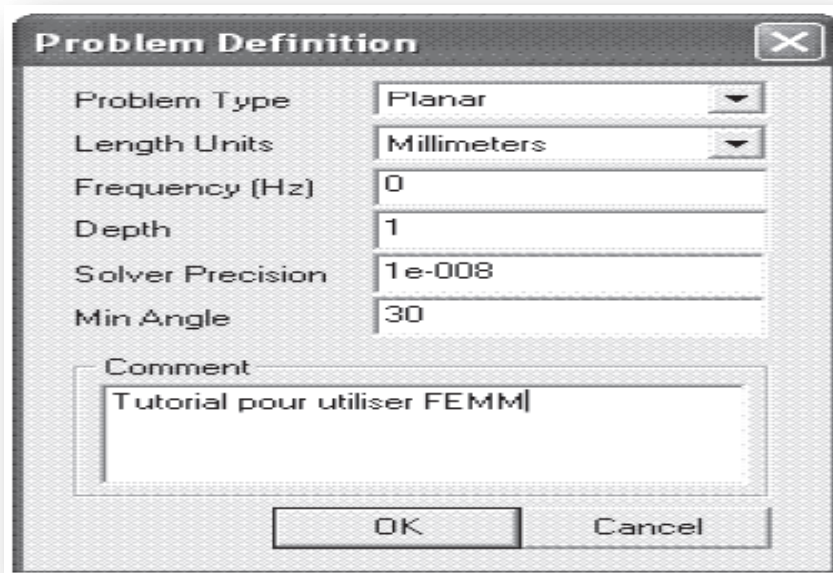 Problem Definition
Problem Type Planar
Length Units Millimeters
Frequency (Hz) 0
Depth 1
Solver Precision 1e-008
Min Angle 30
Comment
Tutorial pour utiliser FEMM
OK Cancel